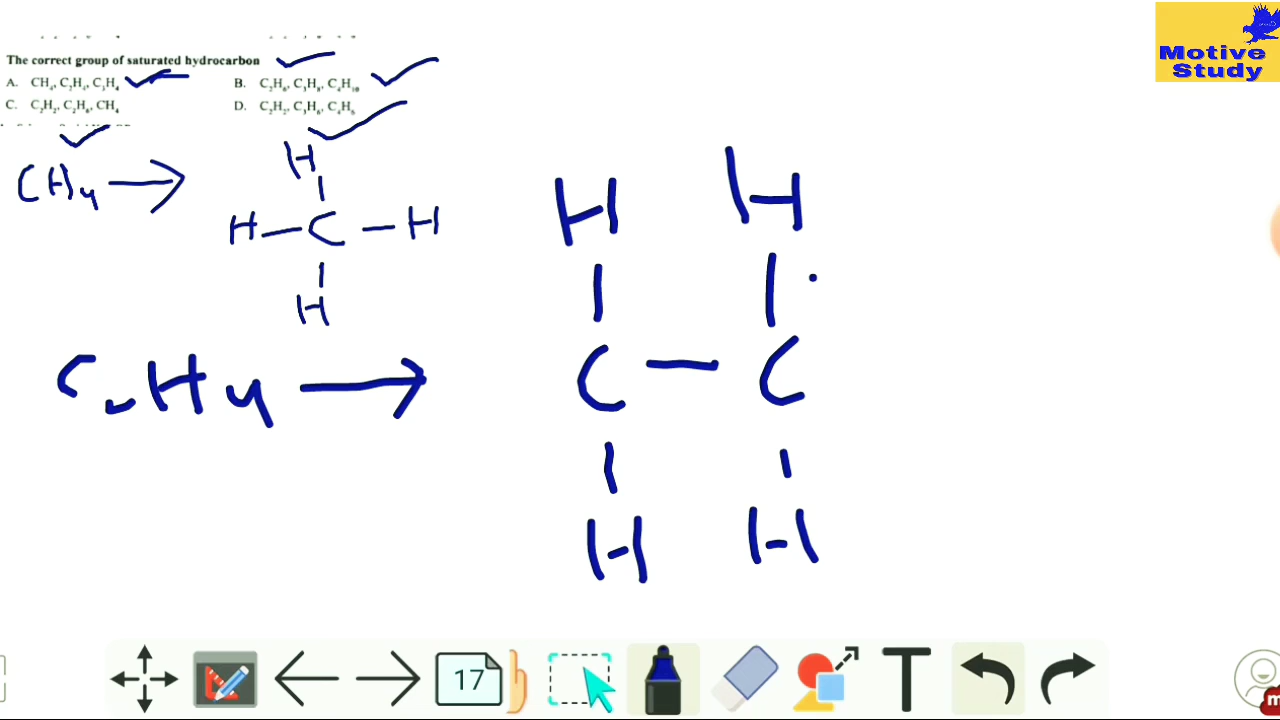 Motive
Study
The correct group of saturated hydrocarbon
A. CH₄, C₂H₄, C₃H₄
B. C₂H₆, C₃H₈, C₄H₁₀
C. C₂H₂, C₂H₆, CH₄
D. C₂H₂, C₃H₆, C₄H₆
CH₄
H
H — C — H
H
C₂H₄
H H
C — C
H H
17
T